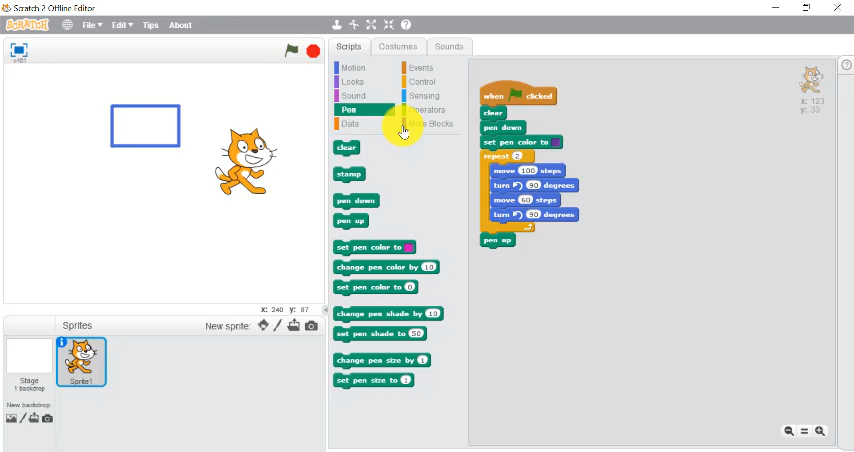 Scratch 2 Offline Editor
SCRATCH File Edit Tips About
v461
Scripts Costumes Sounds
Motion Events
Looks Control
Sound Sensing
Pen Operators
Data More Blocks
clear
stamp
pen down
pen up
set pen color to
change pen color by 10
set pen color to 0
change pen shade by 10
set pen shade to 50
change pen size by 1
set pen size to 1
when clicked
clear
pen down
set pen color to
repeat 2
move 100 steps
turn 90 degrees
move 60 steps
turn 90 degrees
pen up
x: 123
y: 33
X: 240 Y: 87
Sprites New sprite:
Stage
1 backdrop
New backdrop:
Sprite1